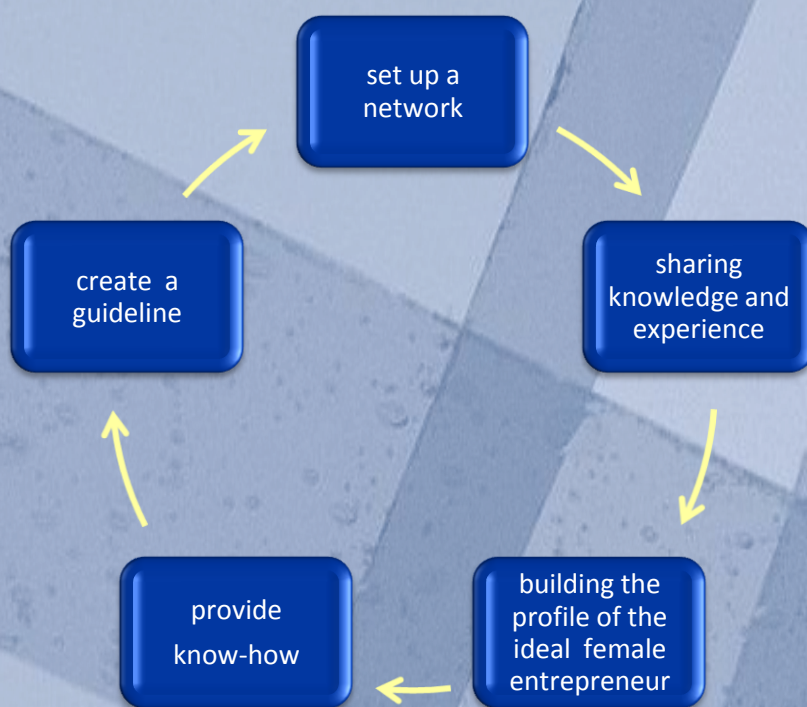 set up a
network
sharing
knowledge and
experience
building the
profile of the
ideal female
entrepreneur
provide
know-how
create a
guideline